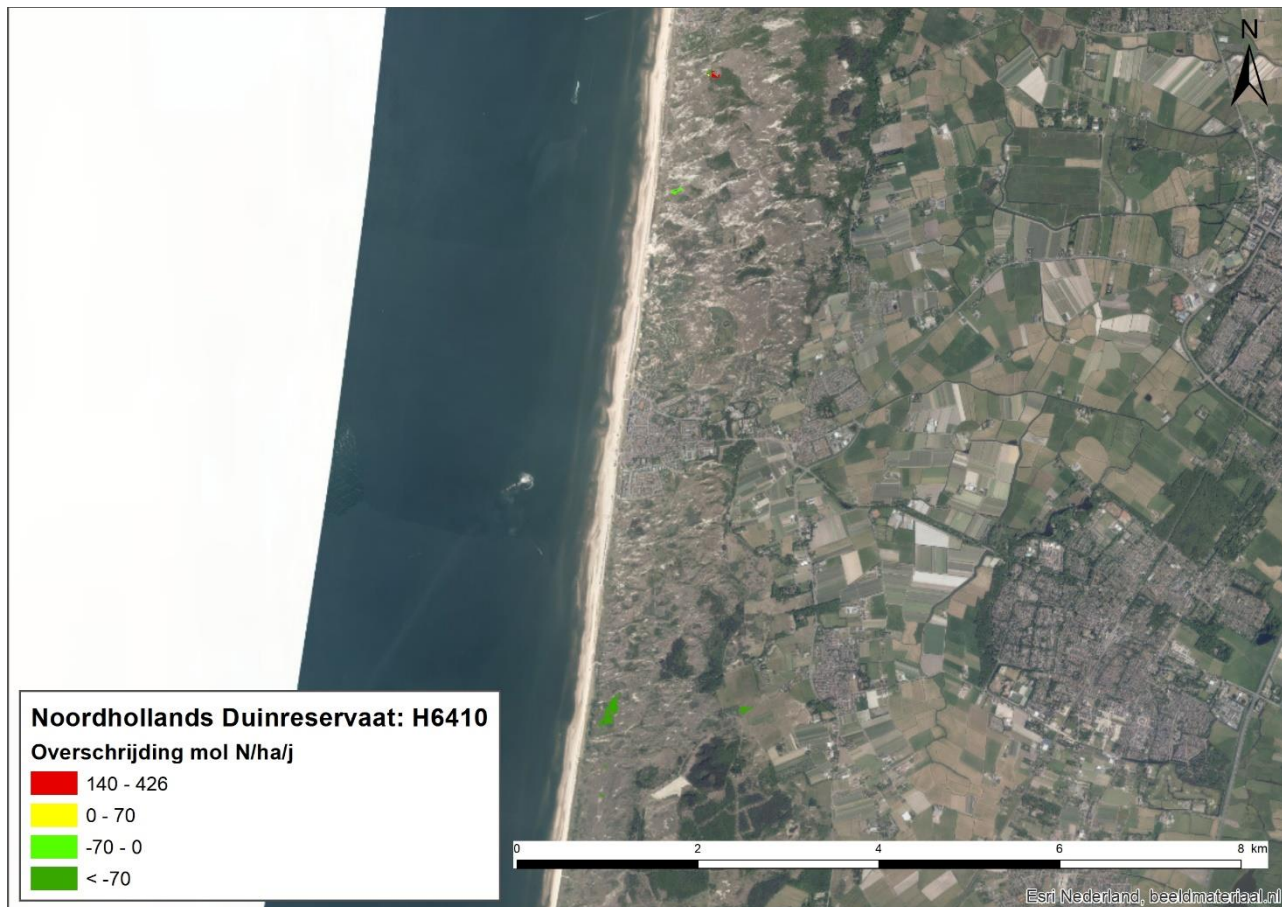 N
Noordhollands Duinreservaat: H6410
Overschrijding mol N/ha/j
140 - 426
0 - 70
-70 - 0
< -70
0 2 4 6 8 km
Esri Nederland, beeldmateriaal.nl